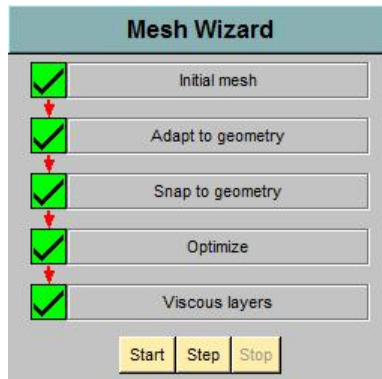 Mesh Wizard
Initial mesh
Adapt to geometry
Snap to geometry
Optimize
Viscous layers
Start Step Stop